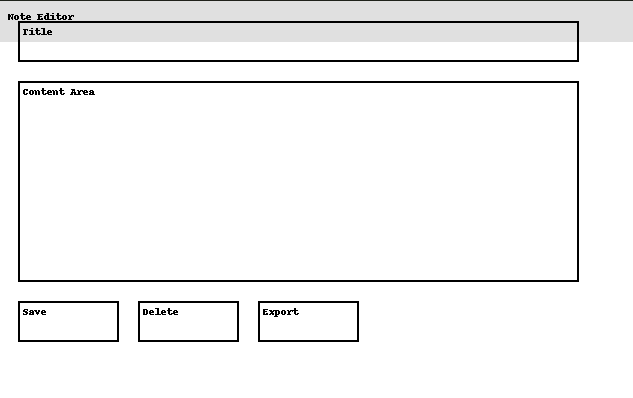 Note Editor
Title
Content Area
Save
Delete
Export